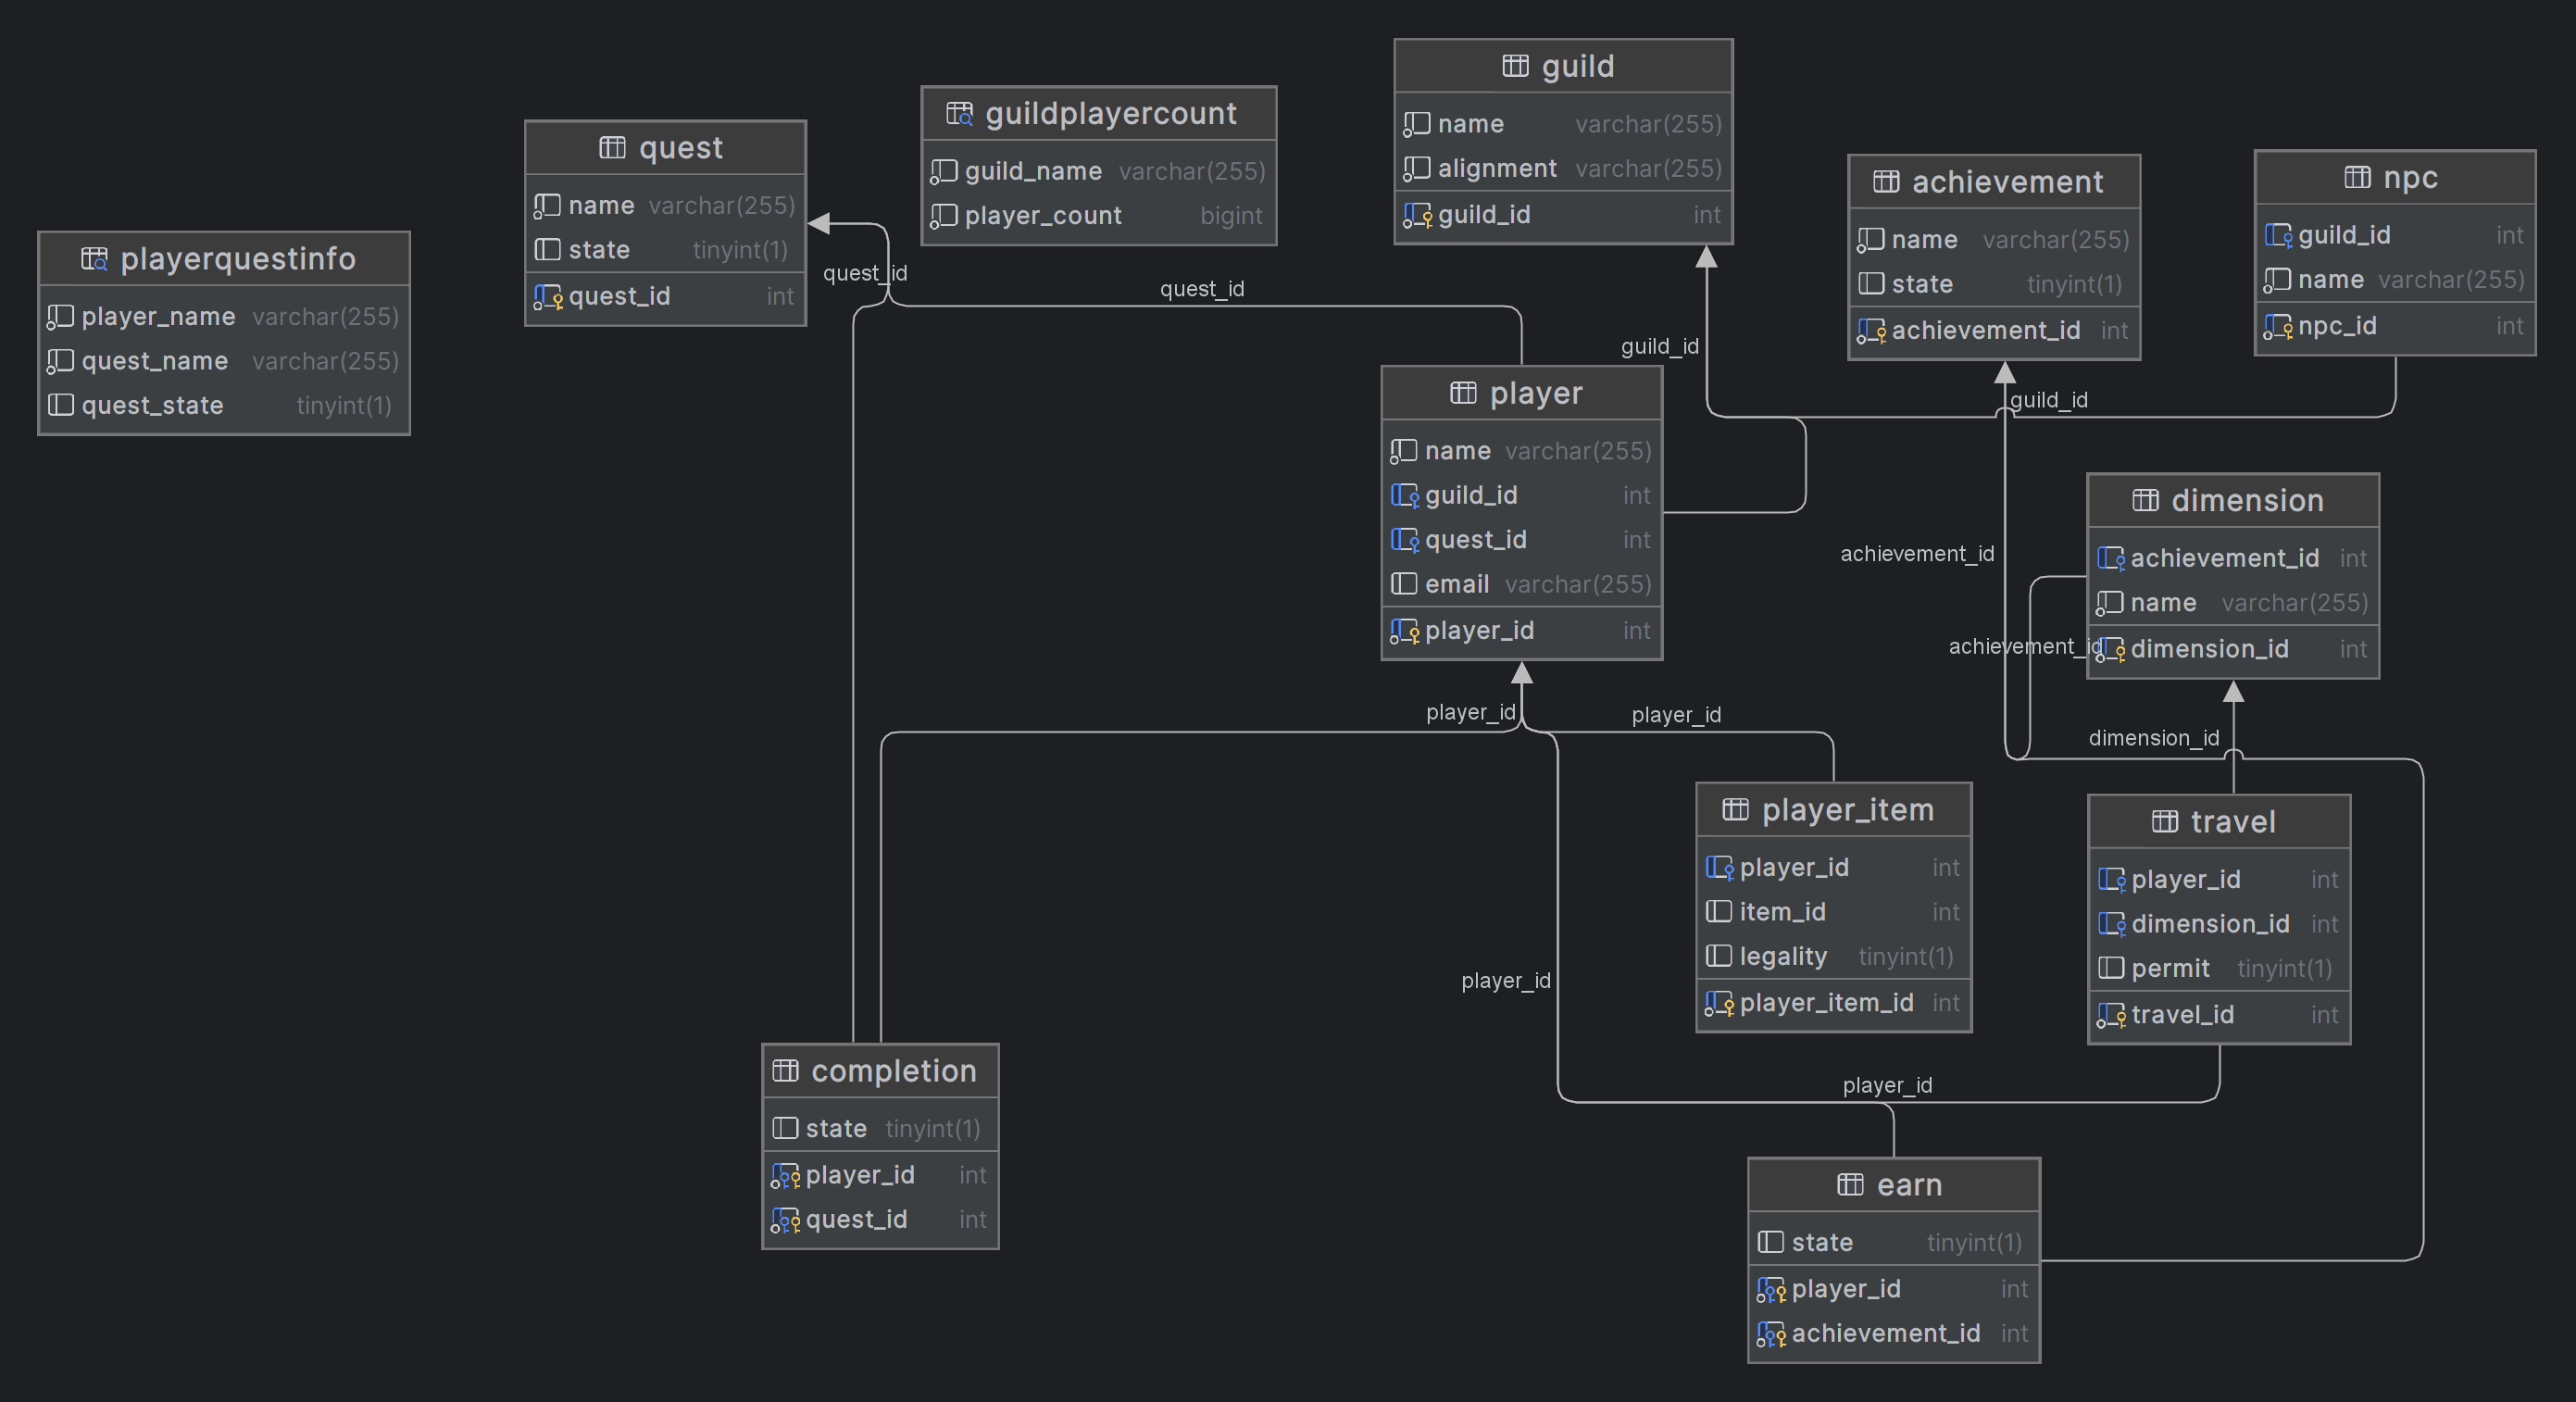 playerquestinfo
player_name varchar(255)
quest_name varchar(255)
quest_state tinyint(1)
quest
name varchar(255)
state tinyint(1)
quest_id int
guildplayercount
guild_name varchar(255)
player_count bigint
guild
name varchar(255)
alignment varchar(255)
guild_id int
achievement
name varchar(255)
state tinyint(1)
achievement_id int
npc
guild_id int
name varchar(255)
npc_id int
quest_id
quest_id
guild_id
guild_id
player
name varchar(255)
guild_id int
quest_id int
email varchar(255)
player_id int
achievement_id
achievement_id
dimension
achievement_id int
name varchar(255)
dimension_id int
player_id
player_id
dimension_id
player_item
player_id int
item_id int
legality tinyint(1)
player_item_id int
travel
player_id int
dimension_id int
permit tinyint(1)
travel_id int
player_id
player_id
completion
state tinyint(1)
player_id int
quest_id int
earn
state tinyint(1)
player_id int
achievement_id int